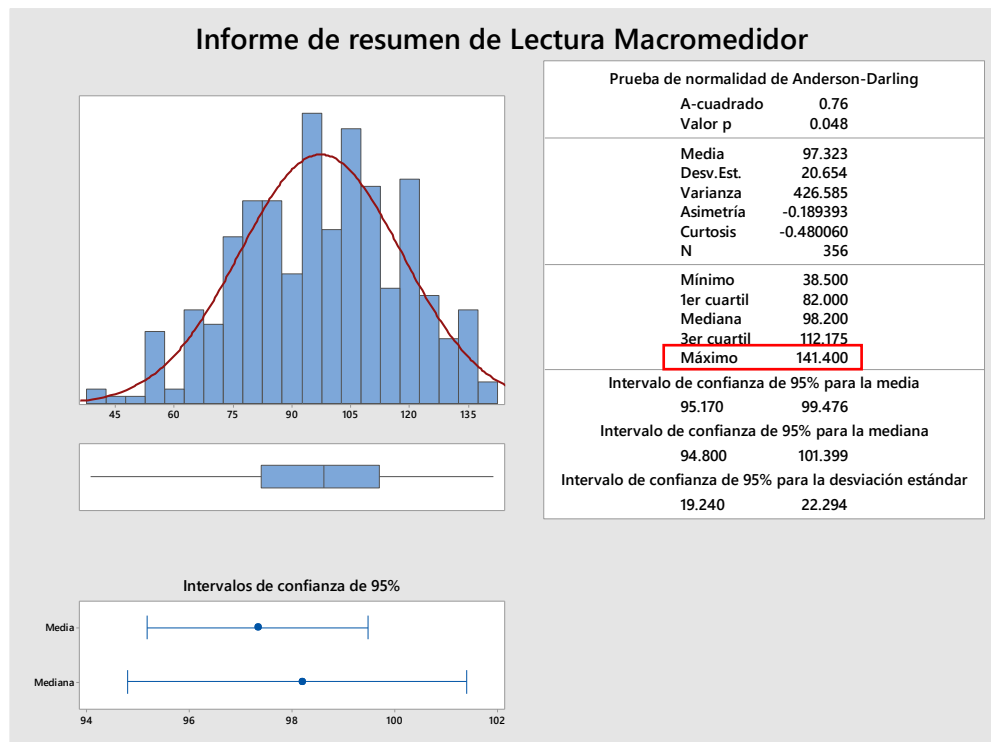 Informe de resumen de Lectura Macromedidor
45 60 75 90 105 120 135
Prueba de normalidad de Anderson-Darling
A-cuadrado 0.76
Valor p 0.048
Media 97.323
Desv.Est. 20.654
Varianza 426.585
Asimetría -0.189393
Curtosis -0.480060
N 356
Mínimo 38.500
1er cuartil 82.000
Mediana 98.200
3er cuartil 112.175
Máximo 141.400
Intervalo de confianza de 95% para la media
95.170 99.476
Intervalo de confianza de 95% para la mediana
94.800 101.399
Intervalo de confianza de 95% para la desviación estándar
19.240 22.294
Intervalos de confianza de 95%
Media
Mediana
94 96 98 100 102